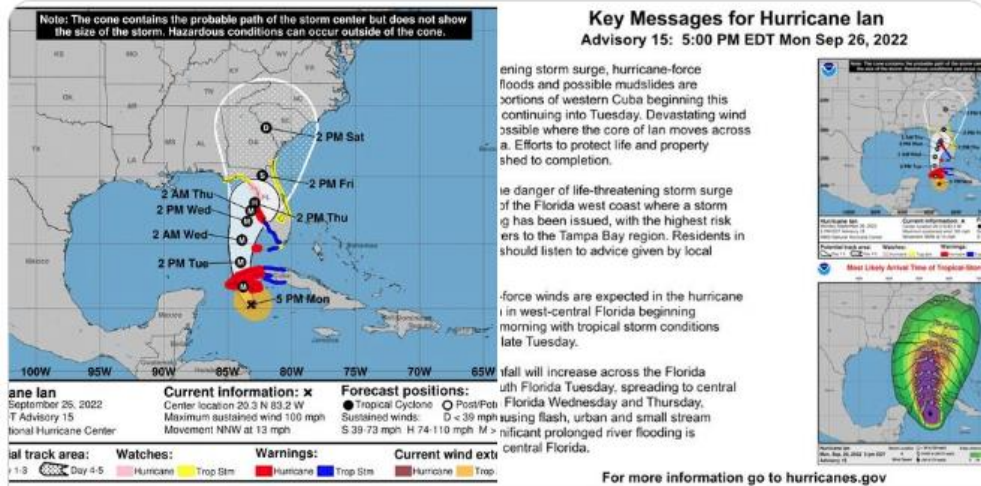 Note: The cone contains the probable path of the storm center but does not show
the size of the storm. Hazardous conditions can occur outside of the cone.
2 PM Sat
2 PM Fri
2 AM Thu
2 PM Wed
2 PM Thu
2 AM Wed
2 PM Tue
5 PM Mon
100W 95W 90W 85W 80W 75W 70W 65W
ane Ian
September 26, 2022
T Advisory 15
ional Hurricane Center
Current information: x
Center location 20.3 N 83.2 W
Maximum sustained wind 100 mph
Movement NNW at 13 mph
Forecast positions:
Tropical Cyclone
Sustained winds: D < 39 mph
S 39-73 mph H 74-110 mph M >
ial track area:
1-3 Day 4-5
Watches:
Hurricane Trop Stm
Warnings:
Hurricane Trop Stm
Current wind exte
Hurricane Trop
Key Messages for Hurricane Ian
Advisory 15: 5:00 PM EDT Mon Sep 26, 2022
ening storm surge, hurricane-force
floods and possible mudslides are
portions of western Cuba beginning this
continuing into Tuesday. Devastating wind
ossible where the core of Ian moves across
a. Efforts to protect life and property
shed to completion.
e danger of life-threatening storm surge
of the Florida west coast where a storm
g has been issued, with the highest risk
ers to the Tampa Bay region. Residents in
should listen to advice given by local
-force winds are expected in the hurricane
in west-central Florida beginning
morning with tropical storm conditions
late Tuesday.
nfall will increase across the Florida
uth Florida Tuesday, spreading to central
Florida Wednesday and Thursday,
ausing flash, urban and small stream
nificant prolonged river flooding is
central Florida.
Most Likely Arrival Time of Tropical-Storm
For more information go to hurricanes.gov